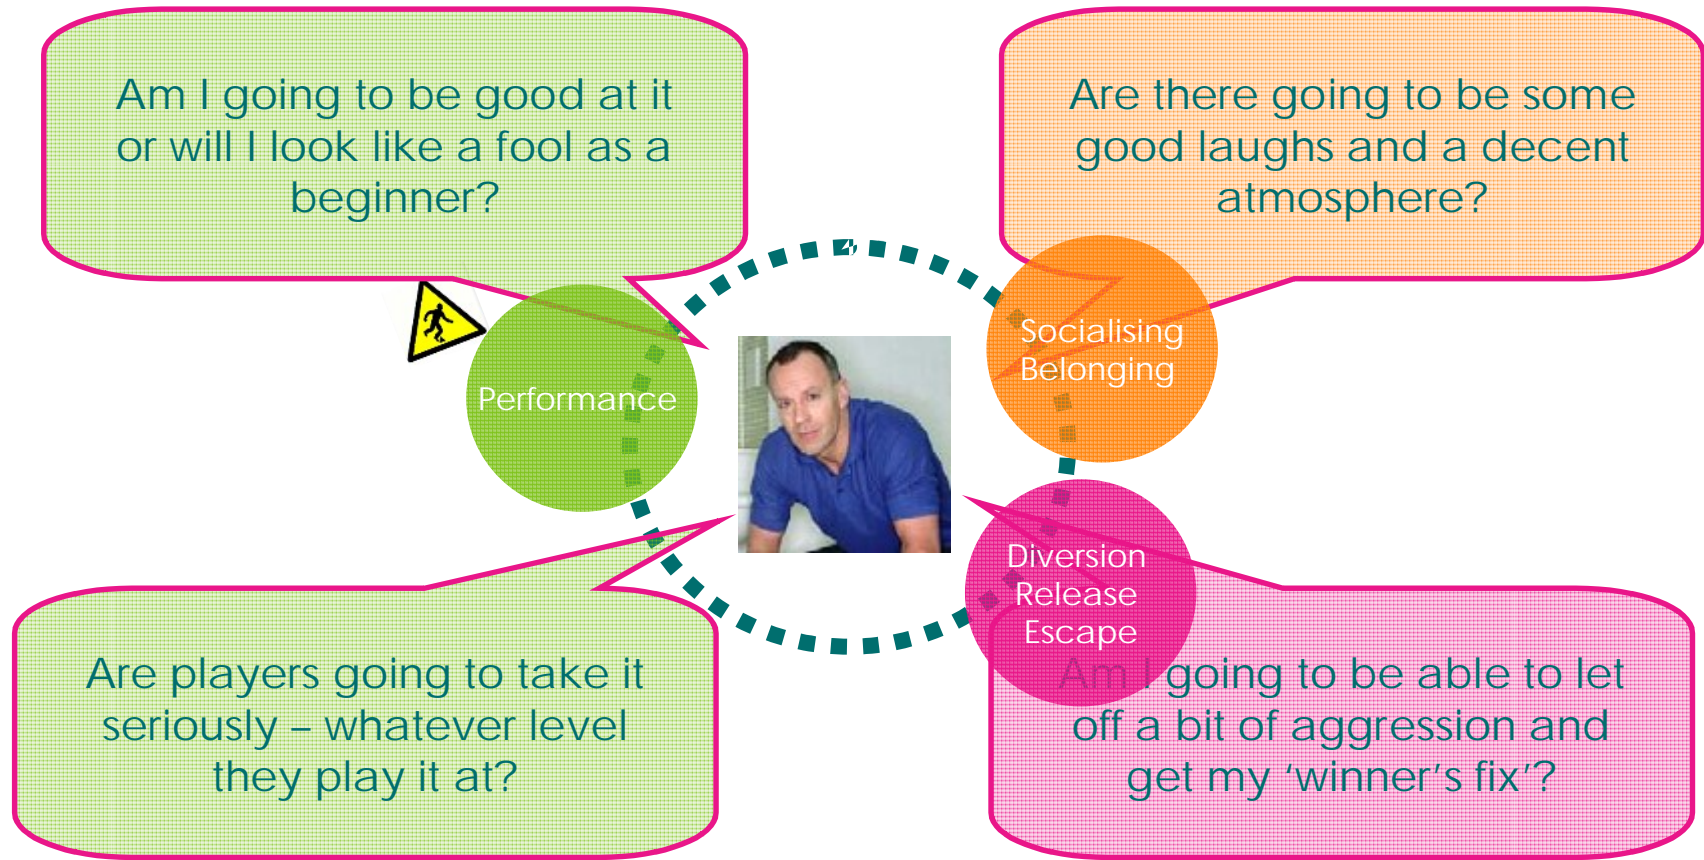 Am I going to be good at it
or will I look like a fool as a
beginner?
Are there going to be some
good laughs and a decent
atmosphere?
Socialising
Belonging
Performance
Diversion
Release
Escape
Are players going to take it
seriously – whatever level
they play it at?
Am I going to be able to let
off a bit of aggression and
get my ‘winner’s fix’?